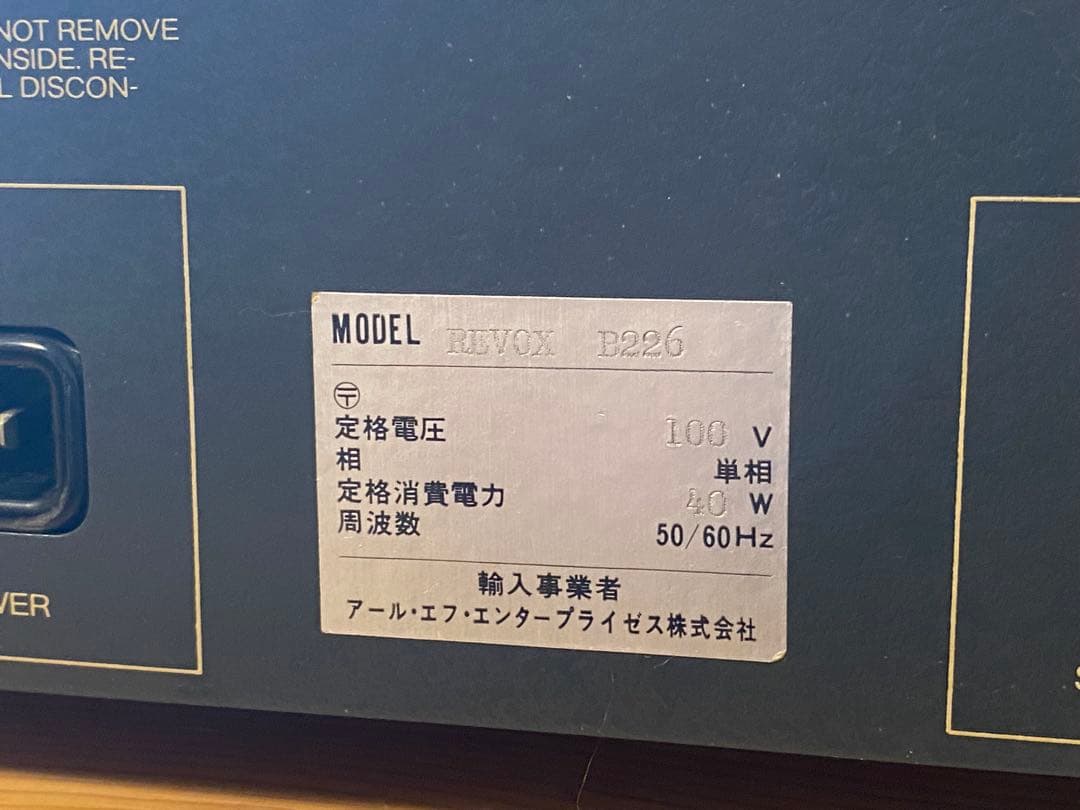 NOT REMOVE
NSIDE. RE-
L DISCON-
MODEL REVOX B226
〒
定格電圧 100 V
相 単相
定格消費電力 40 W
周波数 50/60Hz
輸入事業者
アール・エフ・エンタープライゼス株式会社
WER